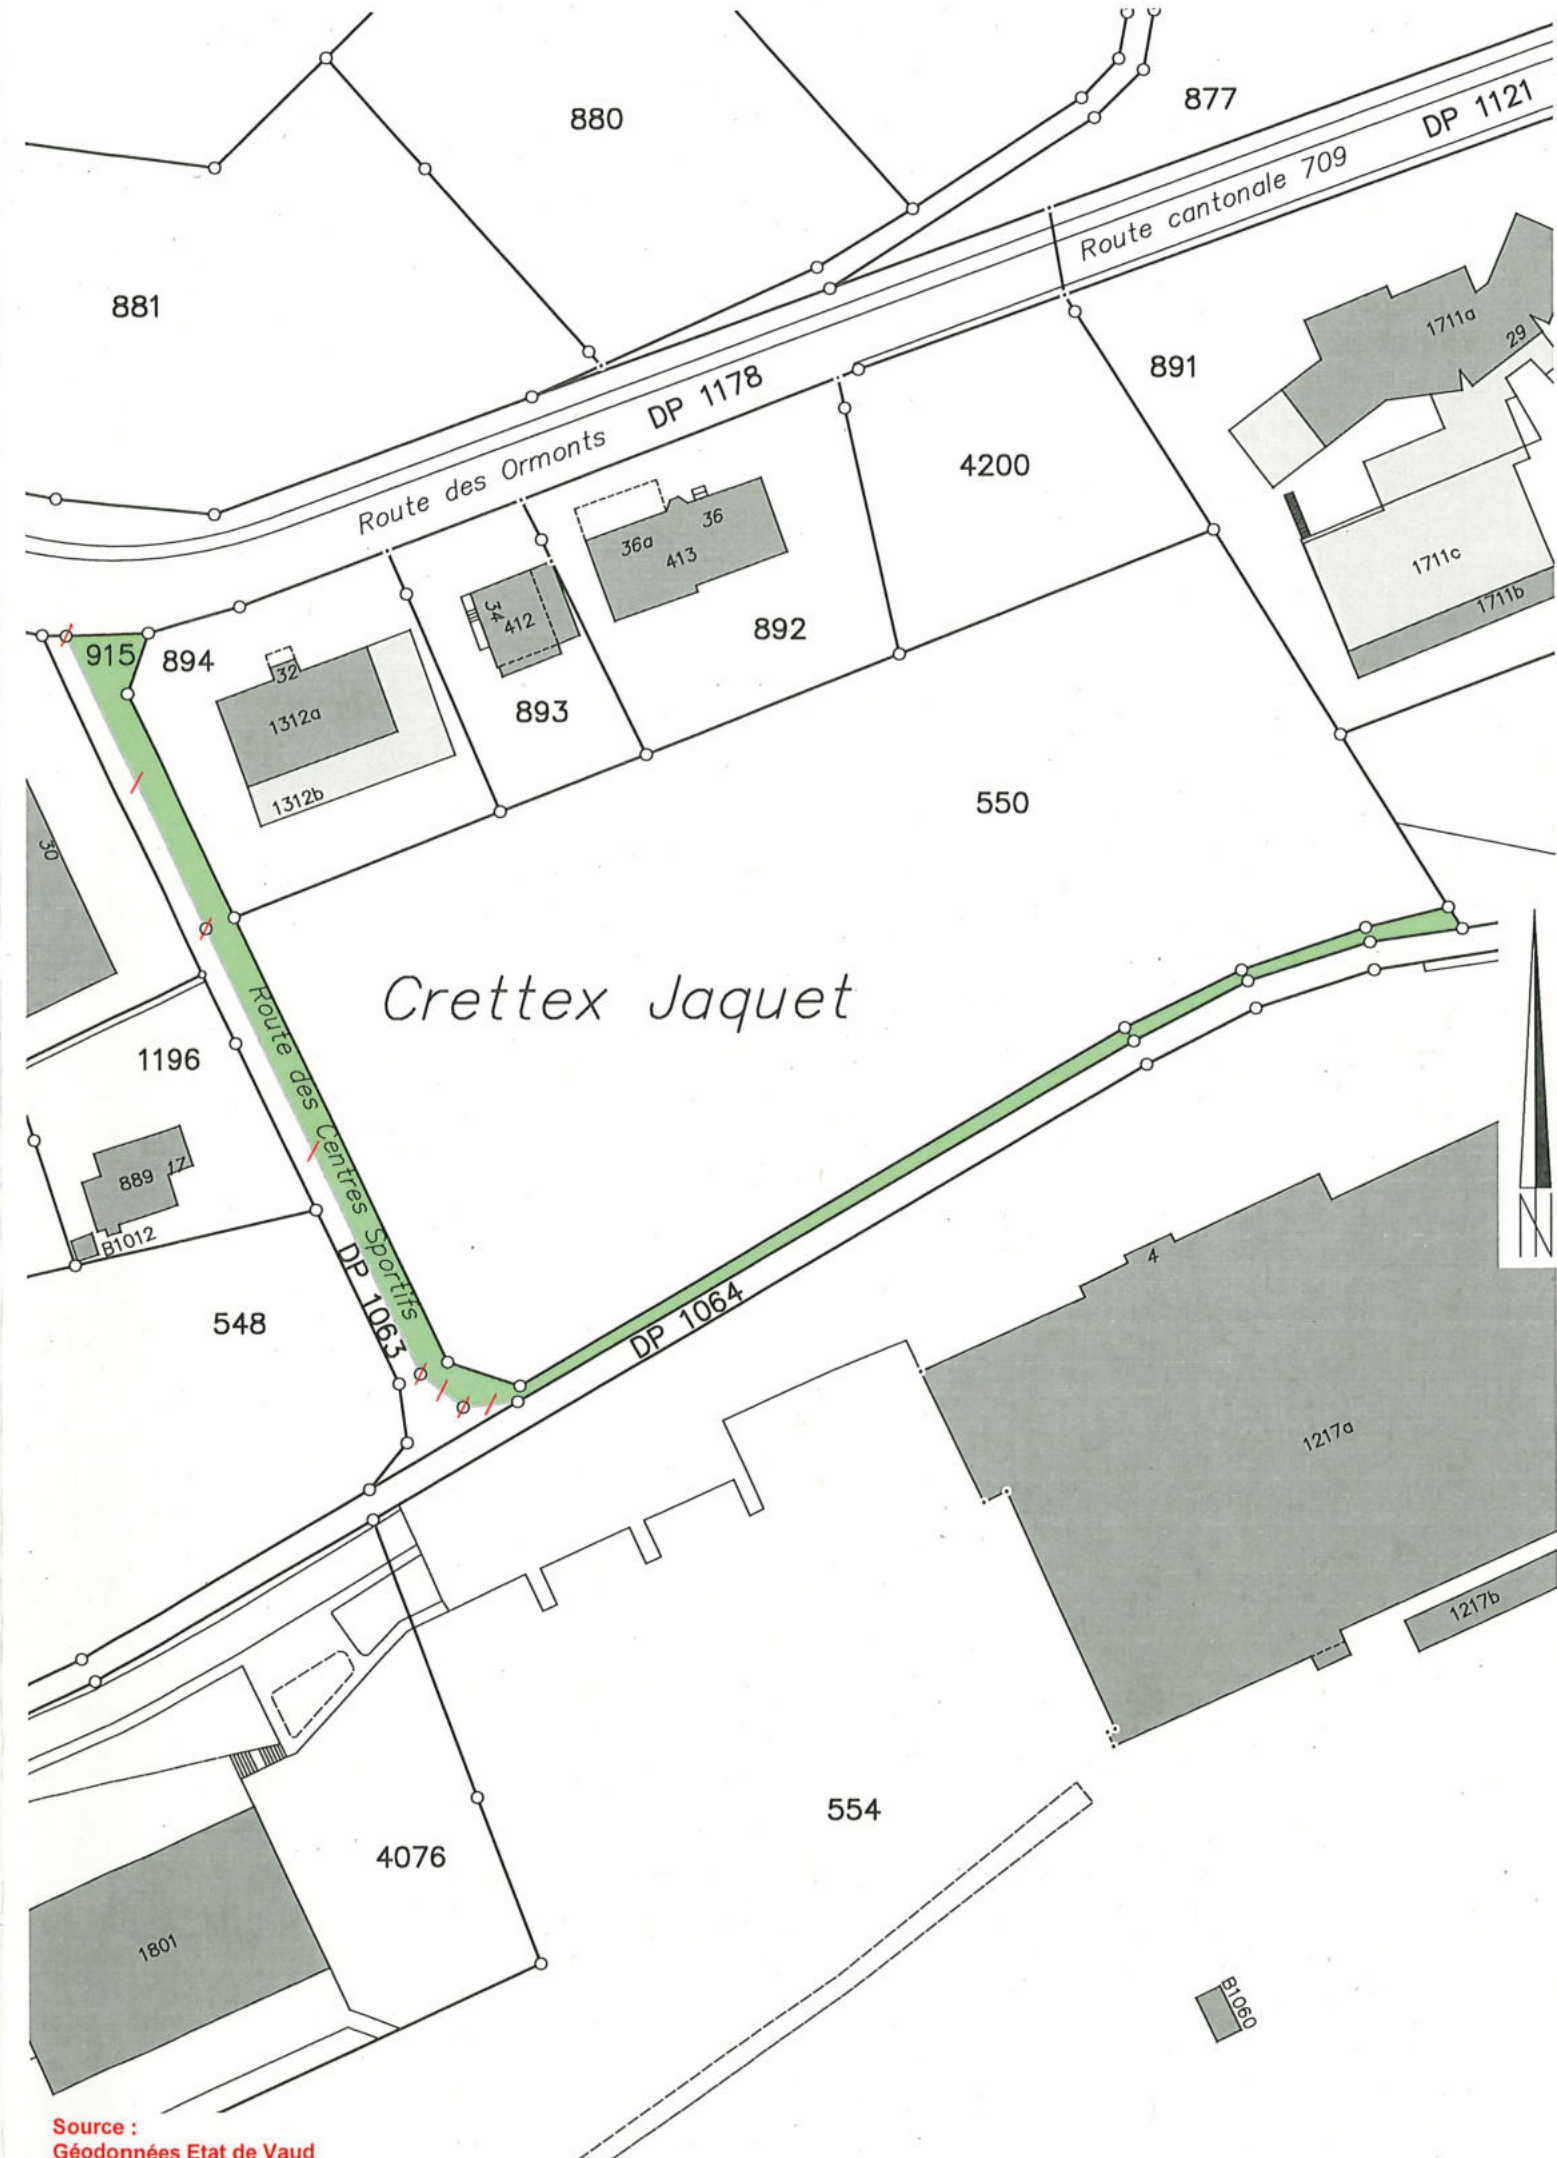 877
880
DP 1121
Route cantonale 709
881
1711a
29
891
DP 1178
Route des Ormonts
4200
36
36a
413
1711c
1711b
34
412
892
915
894
32
1312a
893
1312b
550
30
Crettex Jaquet
Route des Centres Sportifs
1196
889
17
B1012
4
N
DP 1063
548
DP 1064
1217a
1217b
554
4076
1801
B1060
Source :
Géodonnées Etat de Vaud